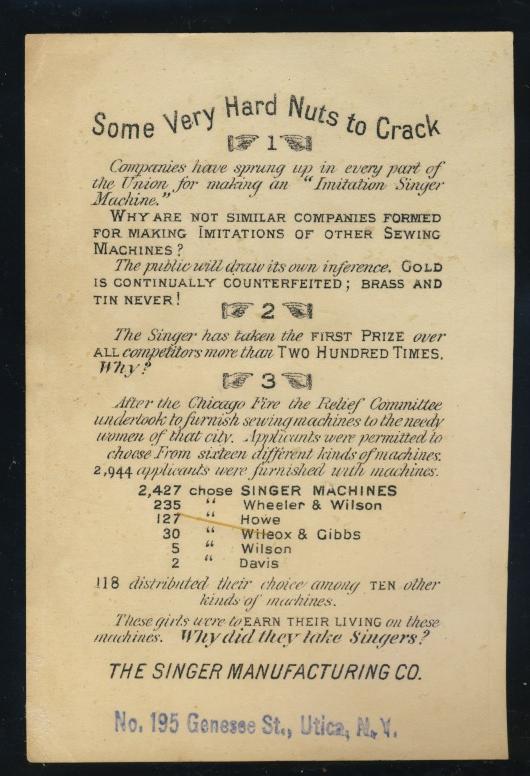 Some Very Hard Nuts to Crack
1
Companies have sprung up in every part of
the Union for making an "Imitation Singer
Machine."
WHY ARE NOT SIMILAR COMPANIES FORMED
FOR MAKING IMITATIONS OF OTHER SEWING
MACHINES?
The public will draw its own inference. GOLD
IS CONTINUALLY COUNTERFEITED; BRASS AND
TIN NEVER!
2
The Singer has taken the FIRST PRIZE over
ALL competitors more than TWO HUNDRED TIMES.
Why?
3
After the Chicago Fire the Relief Committee
undertook to furnish sewing machines to the needy
women of that city. Applicants were permitted to
choose From sixteen different kinds of machines.
2,944 applicants were furnished with machines.
2,427 chose SINGER MACHINES
235 " Wheeler & Wilson
127 " Howe
30 " Wilcox & Gibbs
5 " Wilson
2 " Davis
118 distributed their choice among TEN other
kinds of machines.
These girls were to EARN THEIR LIVING on these
machines. Why did they take Singers?
THE SINGER MANUFACTURING CO.
No. 195 Genesee St., Utica, N.Y.